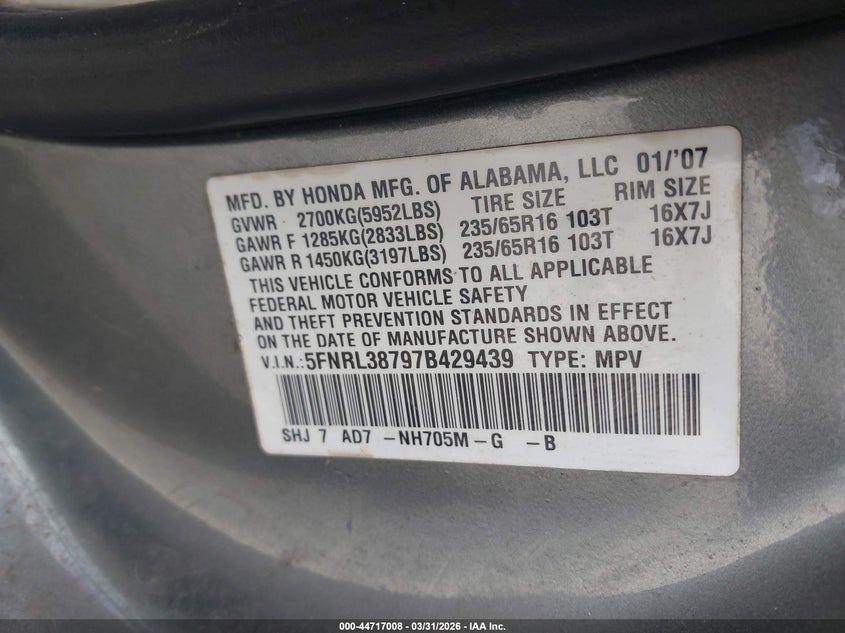 MFD. BY HONDA MFG. OF ALABAMA, LLC 01/'07
GVWR 2700KG(5952LBS) TIRE SIZE RIM SIZE
GAWR F 1285KG(2833LBS) 235/65R16 103T 16X7J
GAWR R 1450KG(3197LBS) 235/65R16 103T 16X7J
THIS VEHICLE CONFORMS TO ALL APPLICABLE
FEDERAL MOTOR VEHICLE SAFETY
AND THEFT PREVENTION STANDARDS IN EFFECT
ON THE DATE OF MANUFACTURE SHOWN ABOVE.
V.I.N.:5FNRL38797B429439 TYPE: MPV
SHJ 7 AD7 -NH705M-G -B
000-44717008 - 03/31/2026 - IAA Inc.